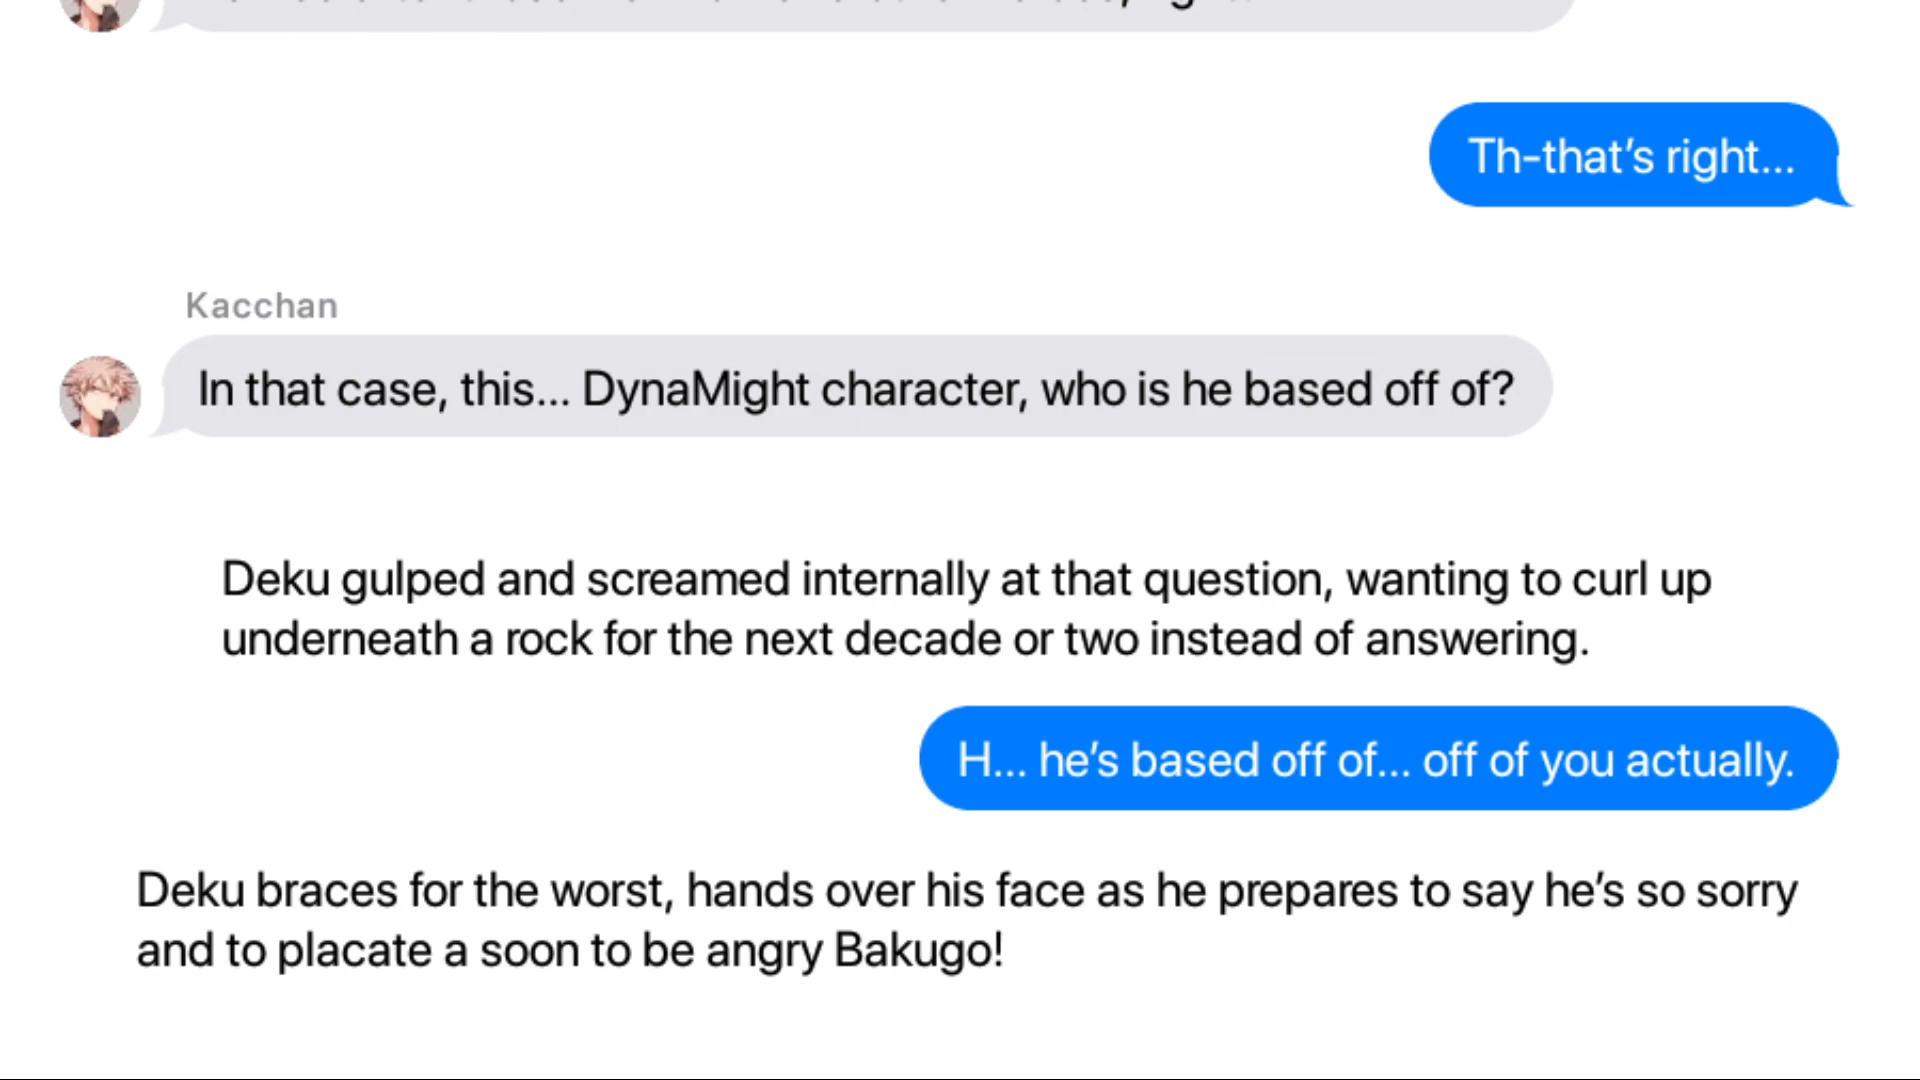 Th-that's right...
Kacchan
In that case, this... DynaMight character, who is he based off of?
Deku gulped and screamed internally at that question, wanting to curl up
underneath a rock for the next decade or two instead of answering.
H... he's based off of... off of you actually.
Deku braces for the worst, hands over his face as he prepares to say he's so sorry
and to placate a soon to be angry Bakugo!